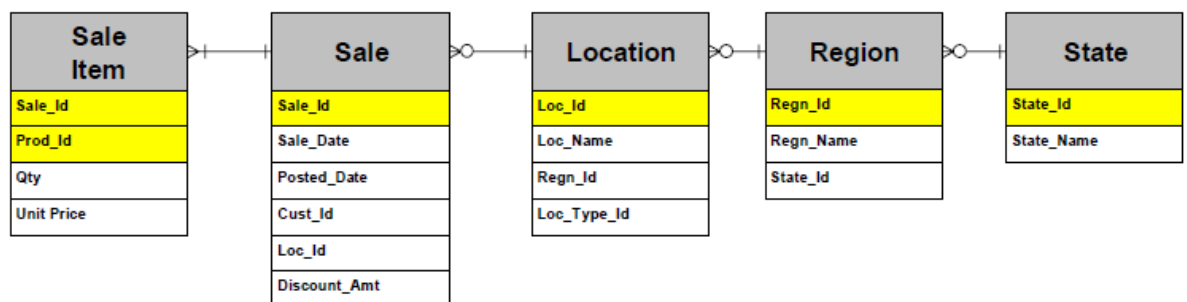 Sale
Item
Sale_Id
Prod_Id
Qty
Unit Price
Sale
Sale_Id
Sale_Date
Posted_Date
Cust_Id
Loc_Id
Discount_Amt
Location
Loc_Id
Loc_Name
Regn_Id
Loc_Type_Id
Region
Regn_Id
Regn_Name
State_Id
State
State_Id
State_Name